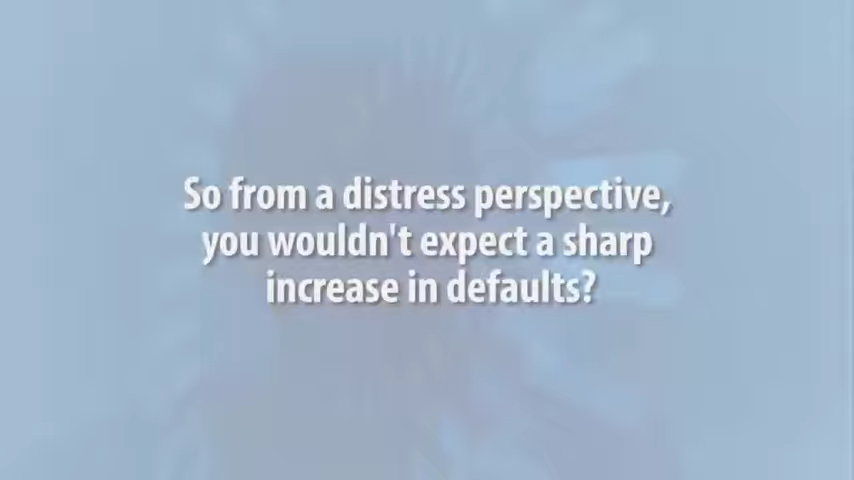 So from a distress perspective,
you wouldn't expect a sharp
increase in defaults?